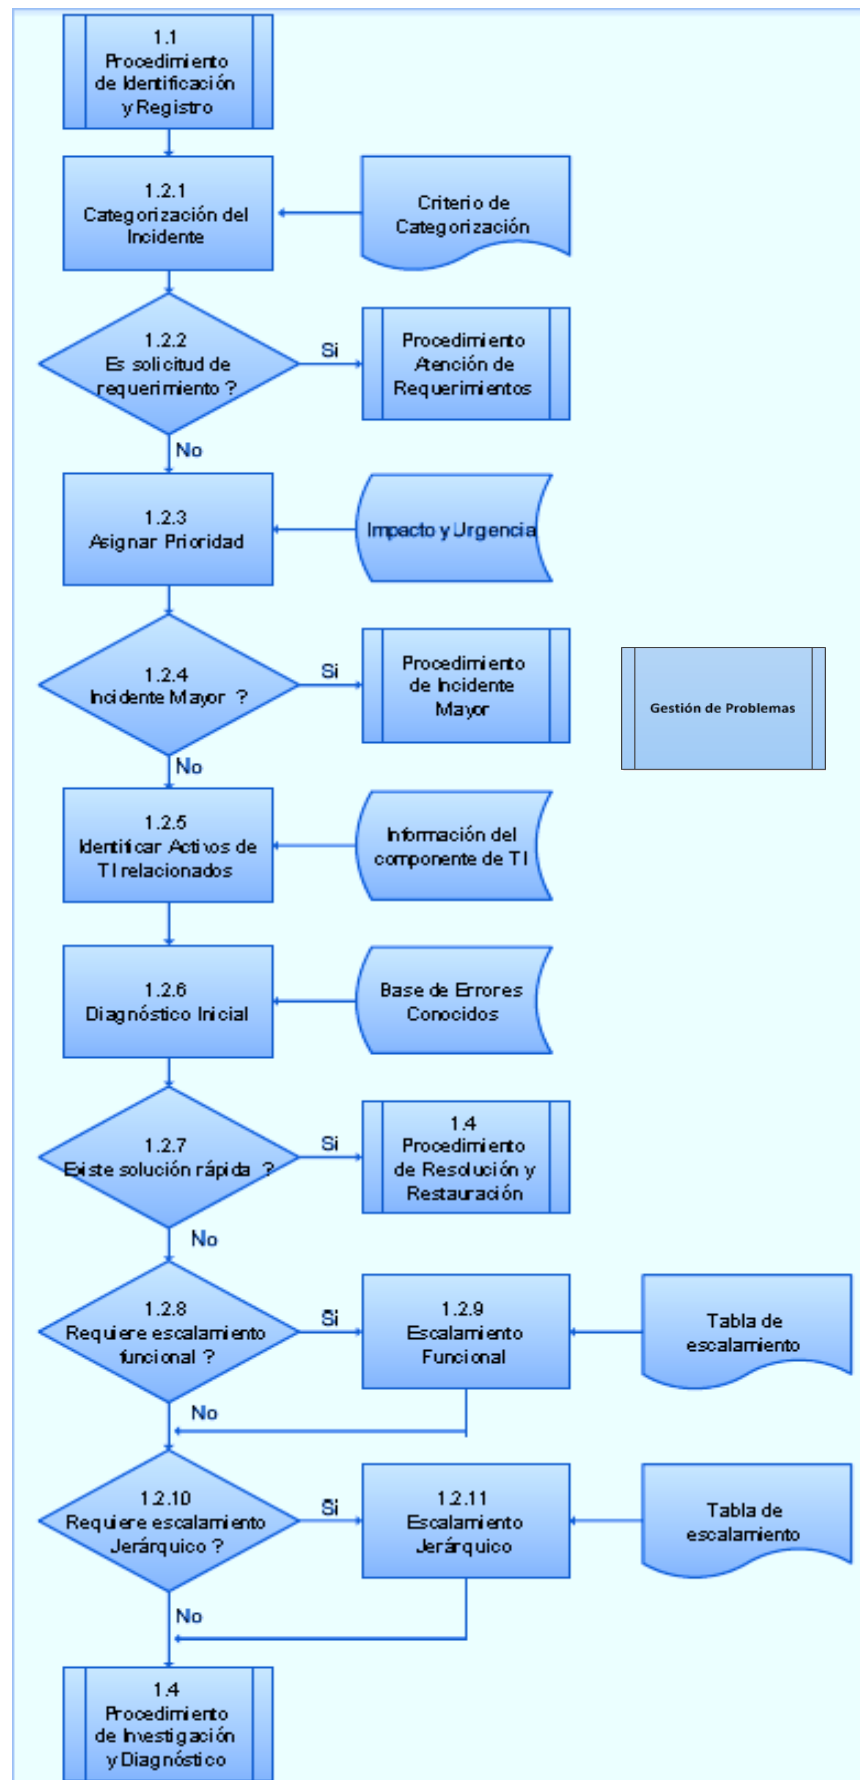 1.1
Procedimiento
de Identificación
y Registro
1.2.1
Categorización del
Incidente
Criterio de
Categorización
1.2.2
Es solicitud de
requerimiento ?
Si
Procedimiento
Atención de
Requerimientos
No
1.2.3
Asignar Prioridad
Impacto y Urgencia
1.2.4
Incidente Mayor ?
Si
Procedimiento
de Incidente
Mayor
Gestión de Problemas
No
1.2.5
Identificar Activos de
TI relacionados
Información del
componente de TI
1.2.6
Diagnóstico Inicial
Base de Errores
Conocidos
1.2.7
Existe solución rápida ?
Si
1.4
Procedimiento
de Resolución y
Restauración
No
1.2.8
Requiere escalamiento
funcional ?
Si
1.2.9
Escalamiento
Funcional
Tabla de
escalamiento
No
1.2.10
Requiere escalamiento
Jerárquico ?
Si
1.2.11
Escalamiento
Jerárquico
Tabla de
escalamiento
No
1.4
Procedimiento
de Investigación
y Diagnóstico